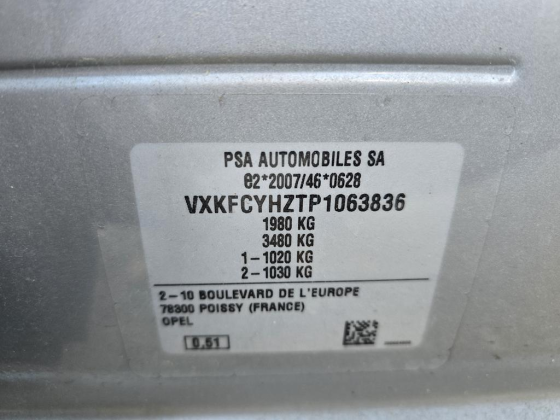 PSA AUTOMOBILES SA
e2*2007/46*0628
VXKFCYHZTP1063836
1980 KG
3480 KG
1-1020 KG
2-1030 KG
2-10 BOULEVARD DE L'EUROPE
78300 POISSY (FRANCE)
OPEL
0.51